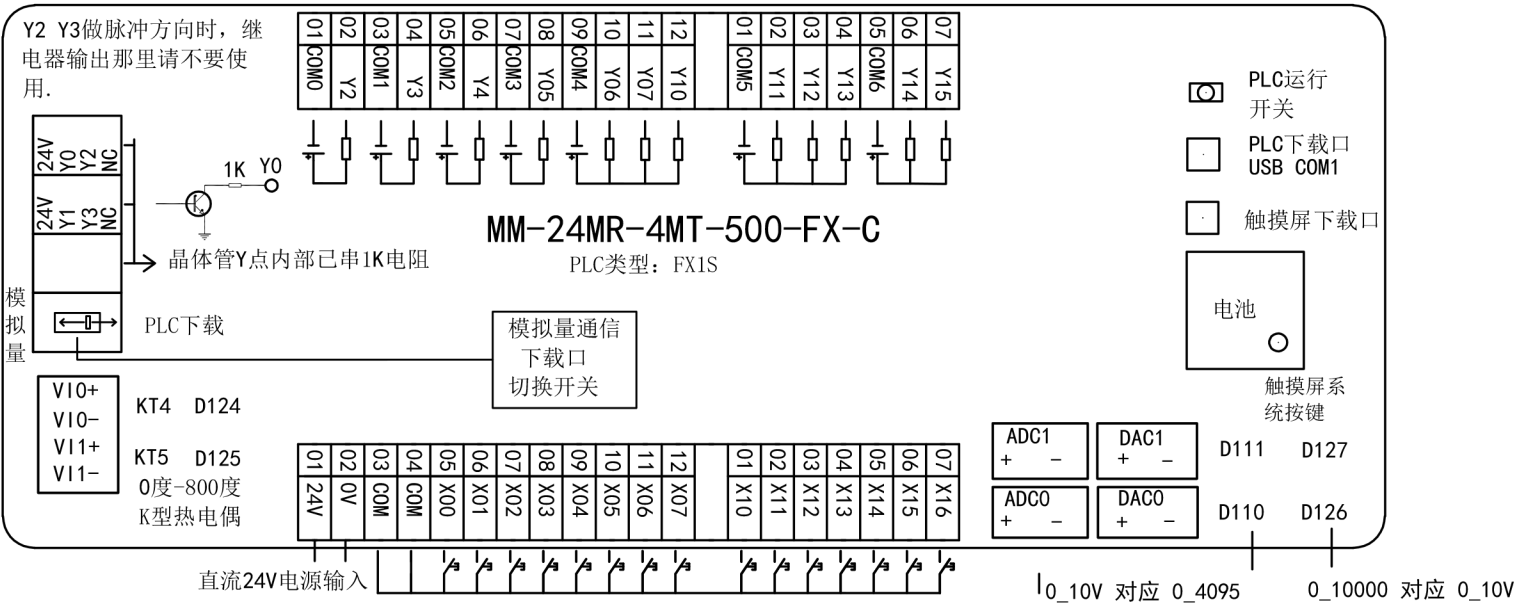 Y2 Y3做脉冲方向时，继
电器输出那里请不要使
用.
01 02 03 04 05 06 07 08 09 10 11 12
COM0 Y2 COM1 Y3 COM2 Y4 COM3 Y05 COM4 Y06 Y07 Y10
01 02 03 04 05 06 07
COM5 Y11 Y12 Y13 COM6 Y14 Y15
PLC运行
开关
PLC下载口
USB COM1
触摸屏下载口
电池
触摸屏系
统按键
24V
Y0
Y2
NC
24V
Y1
Y3
NC
1K Y0
晶体管Y点内部已串1K电阻
MM-24MR-4MT-500-FX-C
PLC类型：FX1S
模
拟
量
PLC下载
模拟量通信
下载口
切换开关
VI0+
VI0-
VI1+
VI1-
KT4 D124
KT5 D125
0度-800度
K型热电偶
01 02 03 04 05 06 07 08 09 10 11 12
24V 0V COM COM X00 X01 X02 X03 X04 X05 X06 X07
01 02 03 04 05 06 07
X10 X11 X12 X13 X14 X15 X16
直流24V电源输入
ADC1
+ -
DAC1
+ -
D111 D127
ADC0
+ -
DAC0
+ -
D110 D126
0_10V 对应 0_4095
0_10000 对应 0_10V